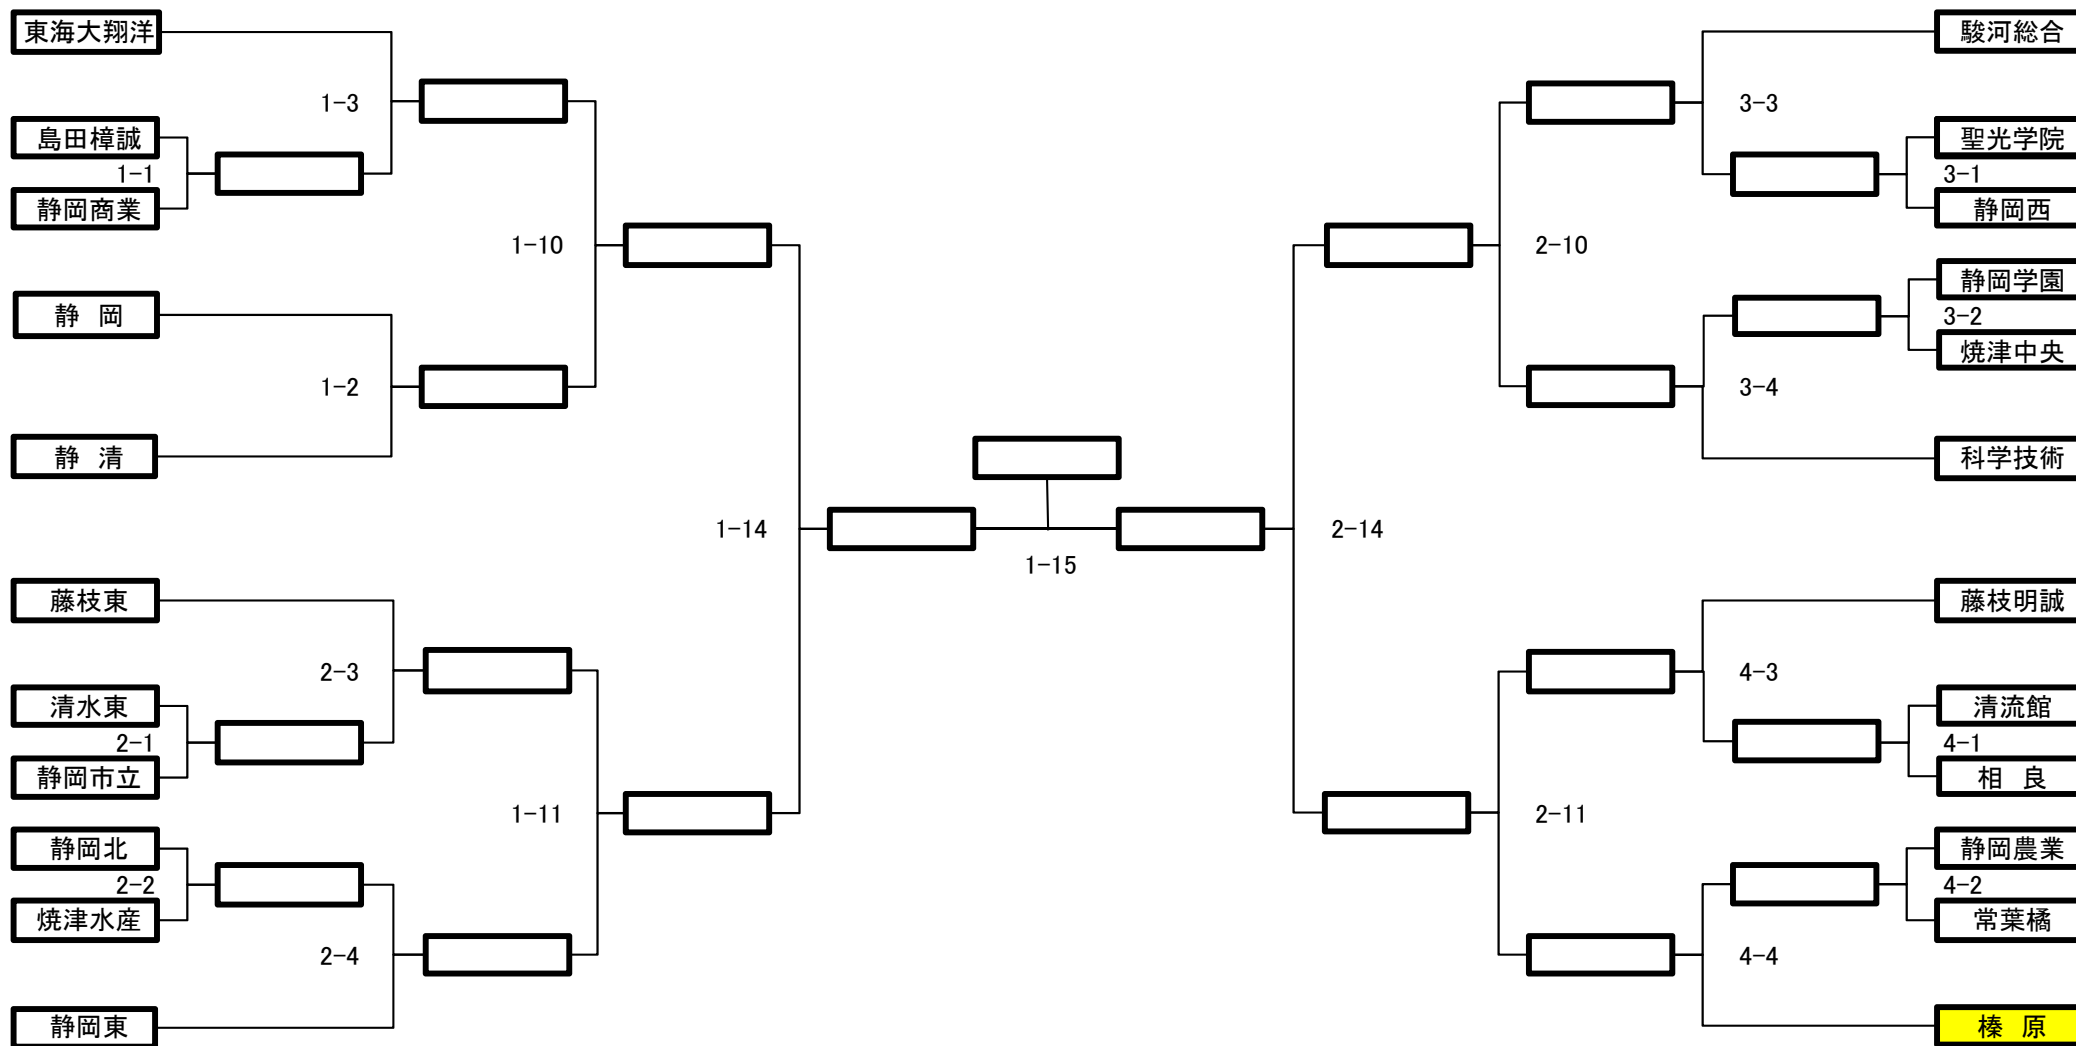 東海大翔洋
1-3
島田樟誠
1-1
静岡商業
1-10
静 岡
1-2
静 清
1-14
藤枝東
2-3
清水東
2-1
静岡市立
1-11
静岡北
2-2
焼津水産
2-4
静岡東
1-15
駿河総合
3-3
聖光学院
3-1
静岡西
2-10
静岡学園
3-2
焼津中央
3-4
科学技術
2-14
藤枝明誠
4-3
清流館
4-1
相 良
2-11
静岡農業
4-2
常葉橘
4-4
榛 原